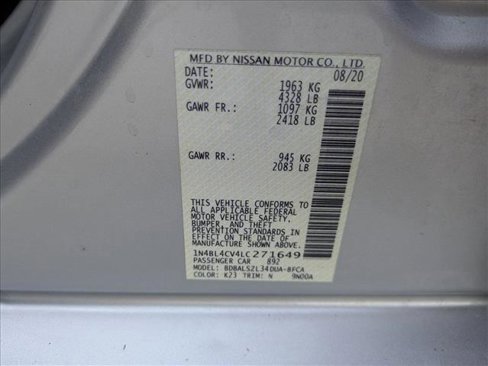 MFD BY NISSAN MOTOR CO., LTD.
DATE: 08/20
GVWR: 1963 KG
4328 LB
GAWR FR.: 1097 KG
2418 LB
GAWR RR.: 945 KG
2083 LB
THIS VEHICLE CONFORMS TO
ALL APPLICABLE FEDERAL
MOTOR VEHICLE SAFETY,
BUMPER, AND THEFT
PREVENTION STANDARDS IN
EFFECT ON THE DATE OF
MANUFACTURE SHOWN ABOVE.
1N4BL4CV4LC271649
PASSENGER CAR 892
MODEL: BDBALSZL340UA-BFCA
COLOR: K23 TRIM: N 9N00A